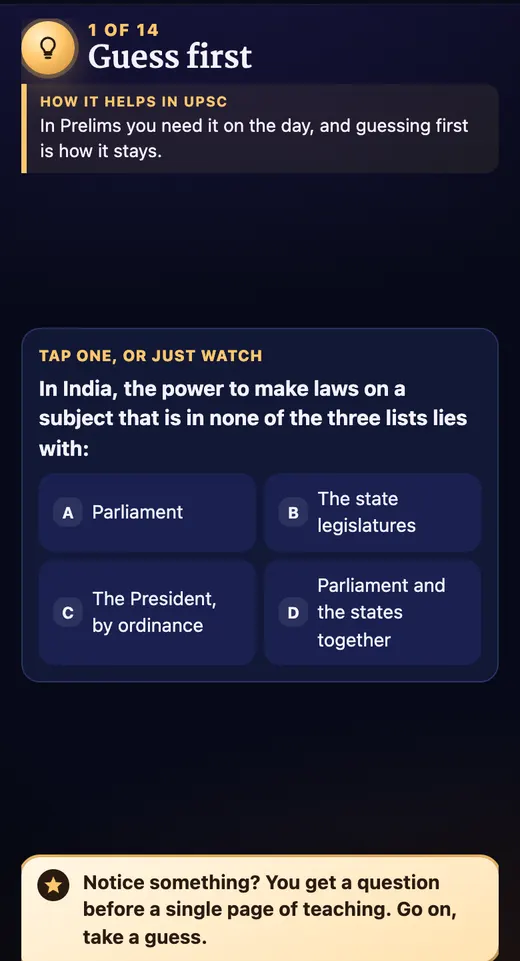 1 OF 14
Guess first
HOW IT HELPS IN UPSC
In Prelims you need it on the day, and guessing first
is how it stays.
TAP ONE, OR JUST WATCH
In India, the power to make laws on a
subject that is in none of the three lists lies
with:
A Parliament
B The state
legislatures
C The President,
by ordinance
D Parliament and
the states
together
Notice something? You get a question
before a single page of teaching. Go on,
take a guess.